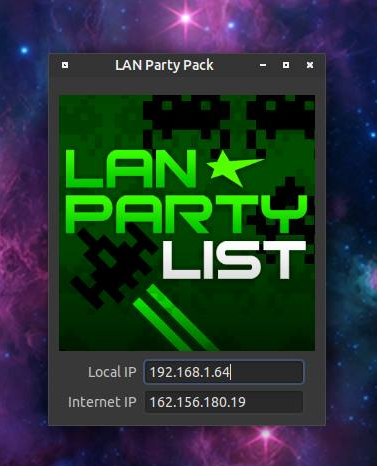 LAN Party Pack
LAN
PARTY
LIST
Local IP 192.168.1.64
Internet IP 162.156.180.19